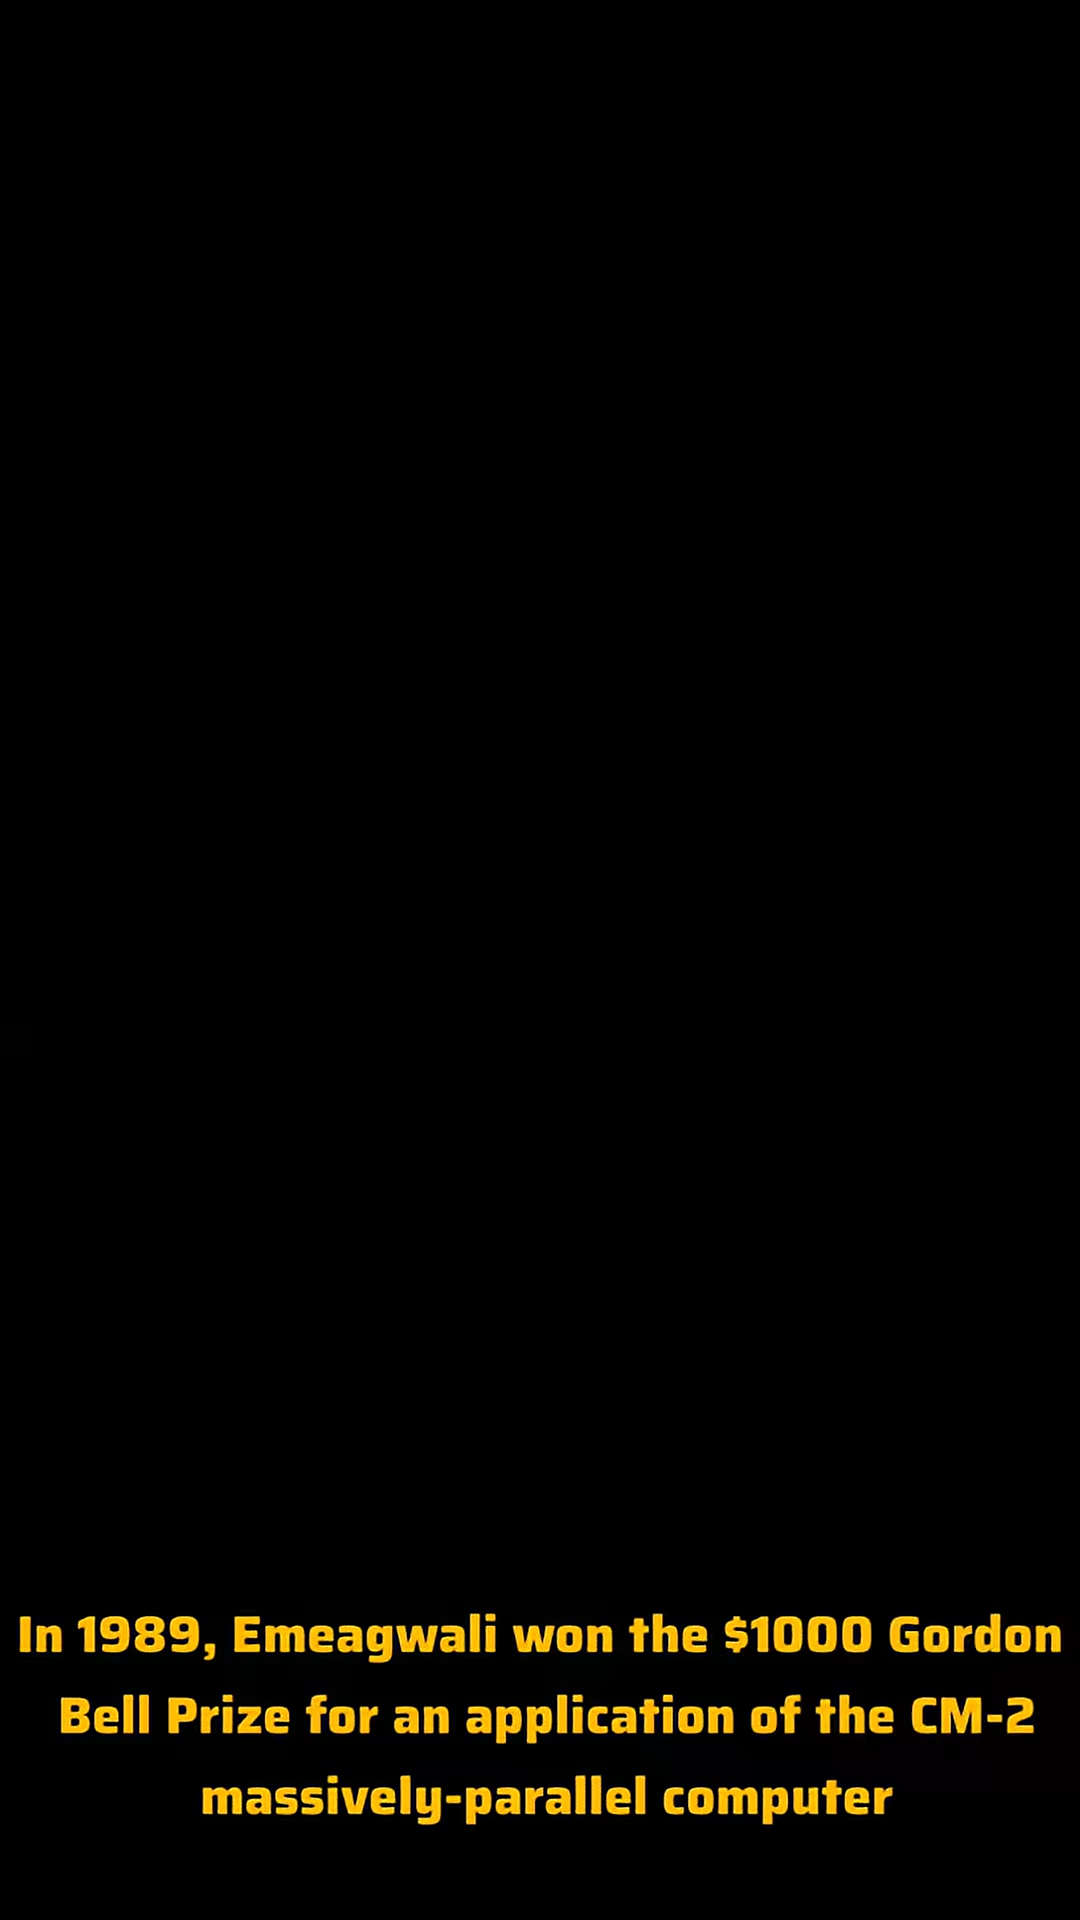 In 1989, Emeagwali won the $1000 Gordon
Bell Prize for an application of the CM-2
massively-parallel computer